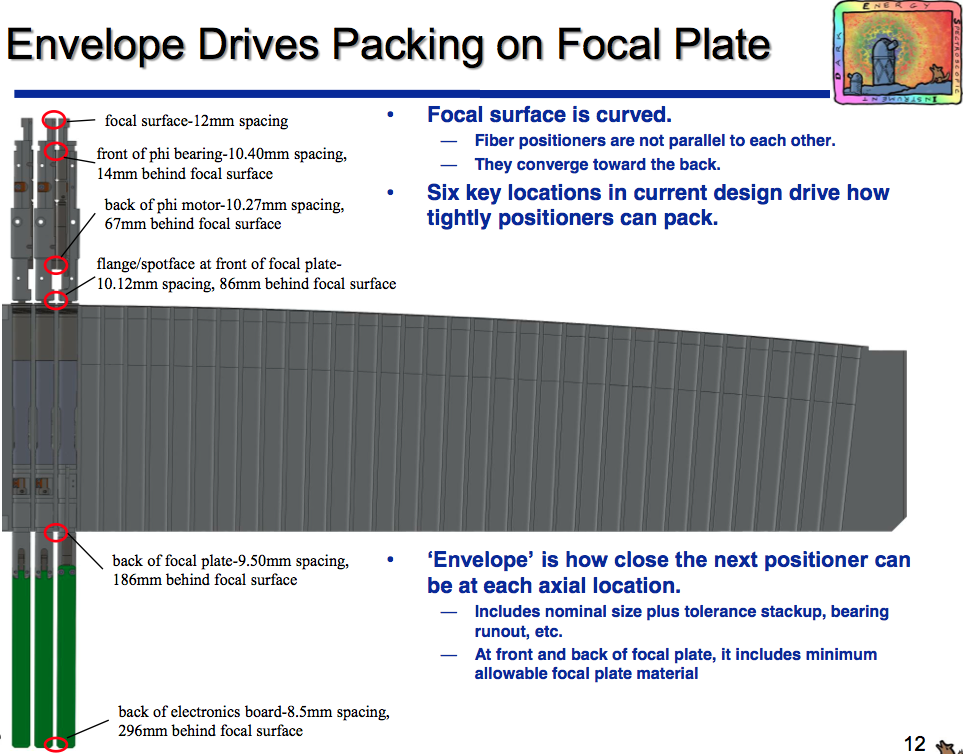 Envelope Drives Packing on Focal Plate
DARK
ENERGY
SPECTROSCOPIC
INSTRUMENT
focal surface-12mm spacing
front of phi bearing-10.40mm spacing,
14mm behind focal surface
back of phi motor-10.27mm spacing,
67mm behind focal surface
flange/spotface at front of focal plate-
10.12mm spacing, 86mm behind focal surface
• Focal surface is curved.
— Fiber positioners are not parallel to each other.
— They converge toward the back.
• Six key locations in current design drive how
tightly positioners can pack.
back of focal plate-9.50mm spacing,
186mm behind focal surface
back of electronics board-8.5mm spacing,
296mm behind focal surface
• ‘Envelope’ is how close the next positioner can
be at each axial location.
— Includes nominal size plus tolerance stackup, bearing
runout, etc.
— At front and back of focal plate, it includes minimum
allowable focal plate material
12